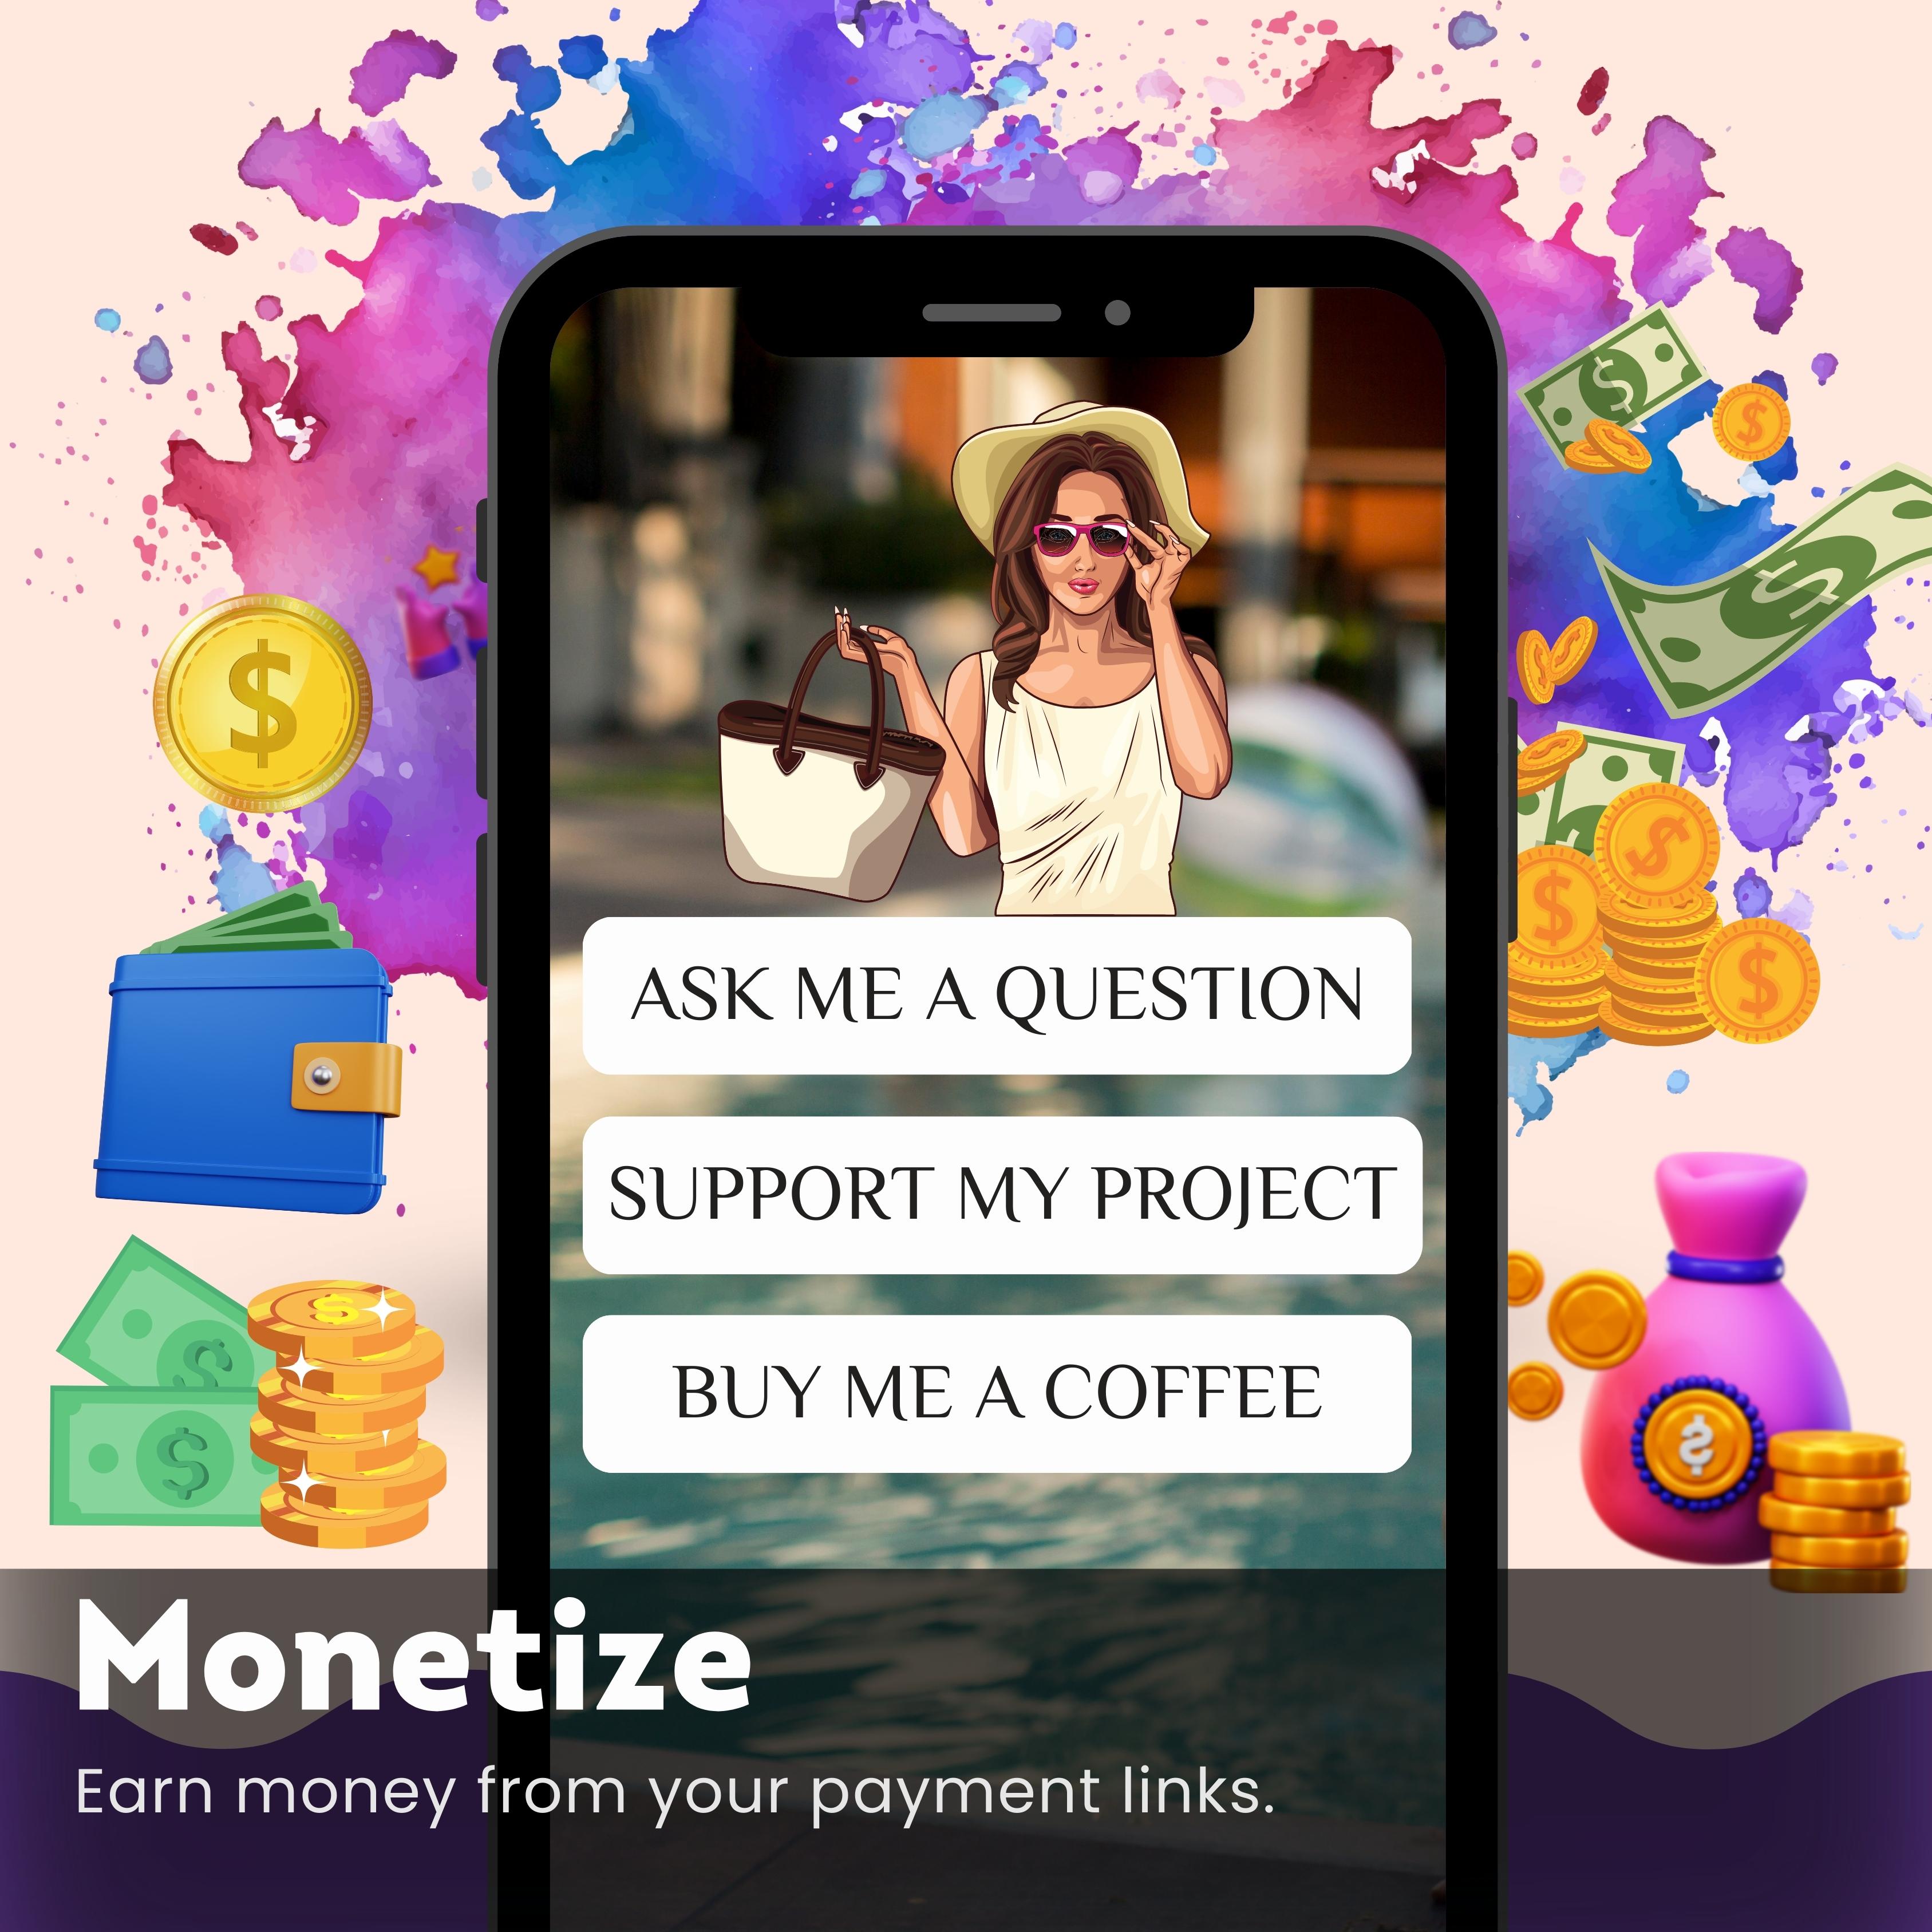 ASK ME A QUESTION
SUPPORT MY PROJECT
BUY ME A COFFEE
Monetize
Earn money from your payment links.